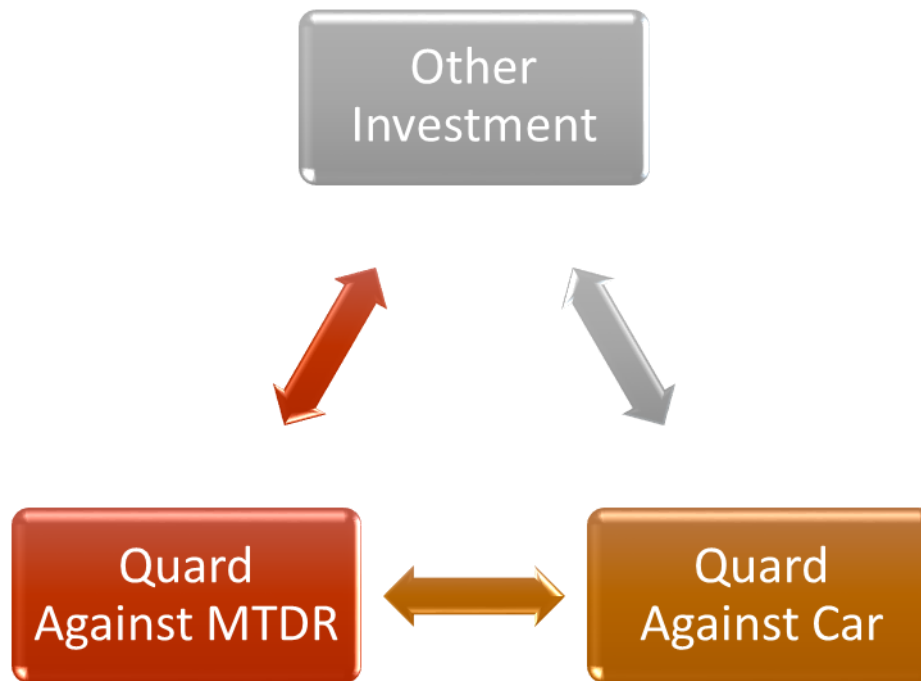 Other
Investment
Quard
Against MTDR
Quard
Against Car